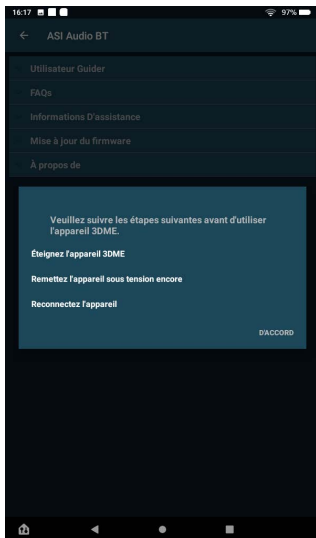 16:17
97%
ASI Audio BT
Utilisateur Guider
FAQs
Informations D'assistance
Mise à jour du firmware
À propos de
Veuillez suivre les étapes suivantes avant d'utiliser
l'appareil 3DME.
Éteignez l'appareil 3DME
Remettez l'appareil sous tension encore
Reconnectez l'appareil
D'ACCORD